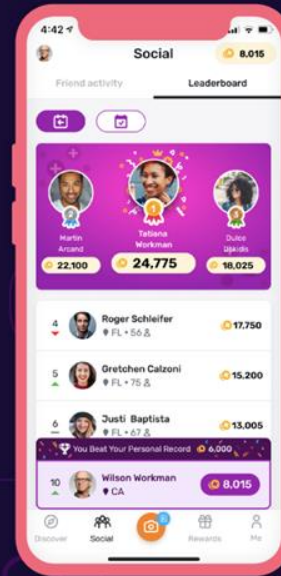 4:42
Social
8,015
Friend activity
Leaderboard
Martin
Arcand
22,100
Tatiana
Workman
24,775
Dulce
18,025
4
Roger Schleifer
FL • 56
17,750
5
Gretchen Calzoni
FL • 75
15,200
6
Justi Baptista
FL • 67
13,005
You Beat Your Personal Record
6,000
10
Wilson Workman
CA
8,015
Discover
Social
Rewards
Me